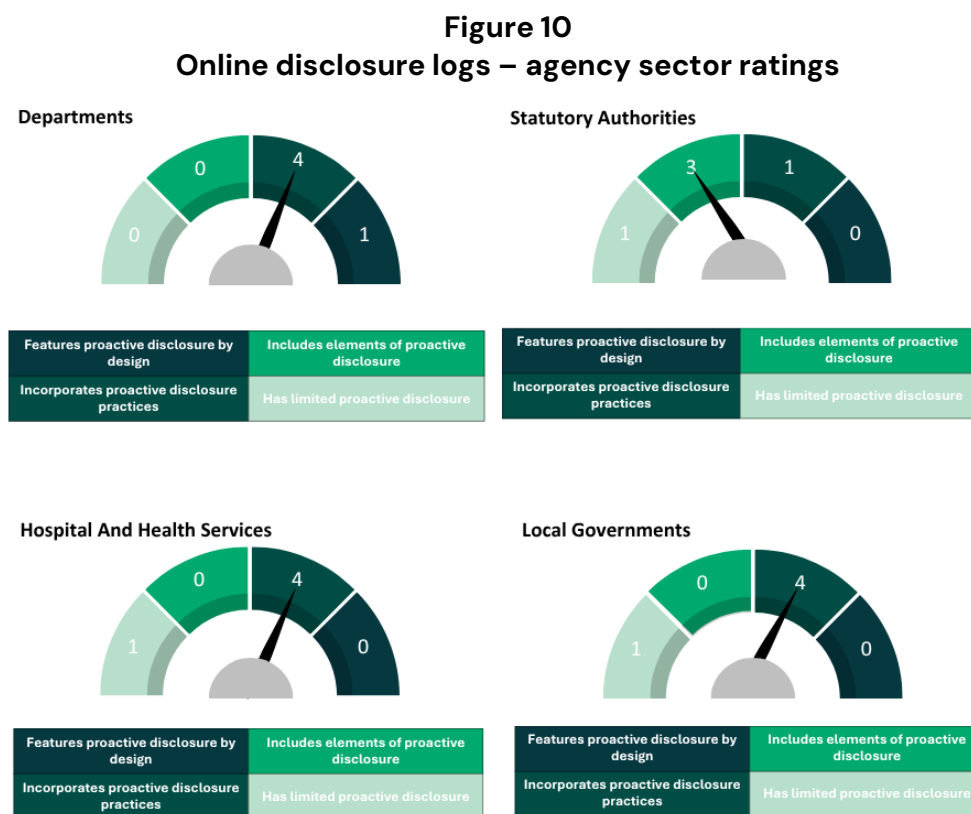 Figure 10
Online disclosure logs – agency sector ratings
Departments
0
0
4
1
Features proactive disclosure by
design
Includes elements of proactive
disclosure
Incorporates proactive disclosure
practices
Has limited proactive disclosure
Statutory Authorities
1
3
1
0
Features proactive disclosure by
design
Includes elements of proactive
disclosure
Incorporates proactive disclosure
practices
Has limited proactive disclosure
Hospital And Health Services
1
0
4
0
Features proactive disclosure by
design
Includes elements of proactive
disclosure
Incorporates proactive disclosure
practices
Has limited proactive disclosure
Local Governments
1
0
4
0
Features proactive disclosure by
design
Includes elements of proactive
disclosure
Incorporates proactive disclosure
practices
Has limited proactive disclosure